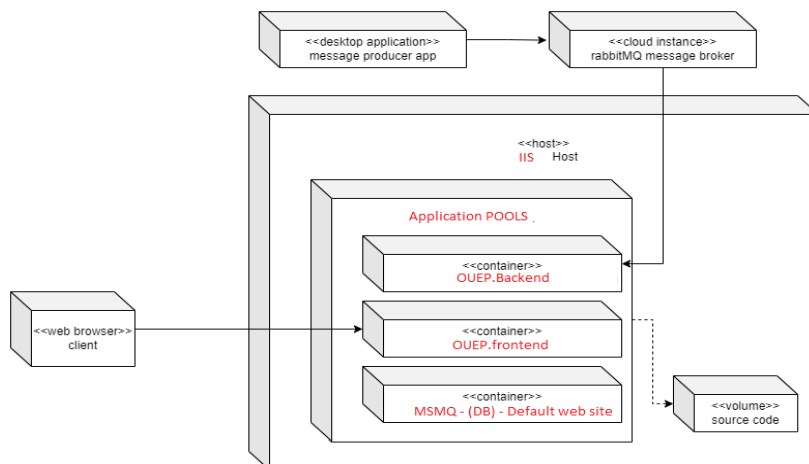 <<desktop application>>
message producer app
<<cloud instance>>
rabbitMQ message broker
<<host>>
IIS Host
Application POOLS .
<<container>>
OUEP.Backend
<<web browser>>
client
<<container>>
OUEP.frontend
<<container>>
MSMQ - (DB) - Default web site
<<volume>>
source code